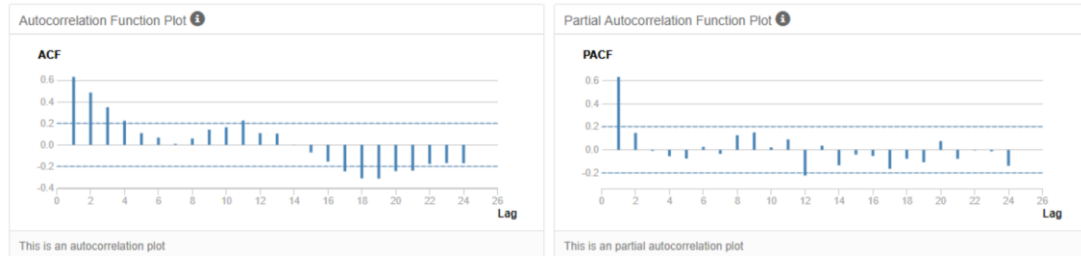 Autocorrelation Function Plot
ACF
0.6
0.4
0.2
0.0
-0.2
-0.4
0 2 4 6 8 10 12 14 16 18 20 22 24 26
Lag
This is an autocorrelation plot
Partial Autocorrelation Function Plot
PACF
0.6
0.4
0.2
0.0
-0.2
0 2 4 6 8 10 12 14 16 18 20 22 24 26
Lag
This is an partial autocorrelation plot